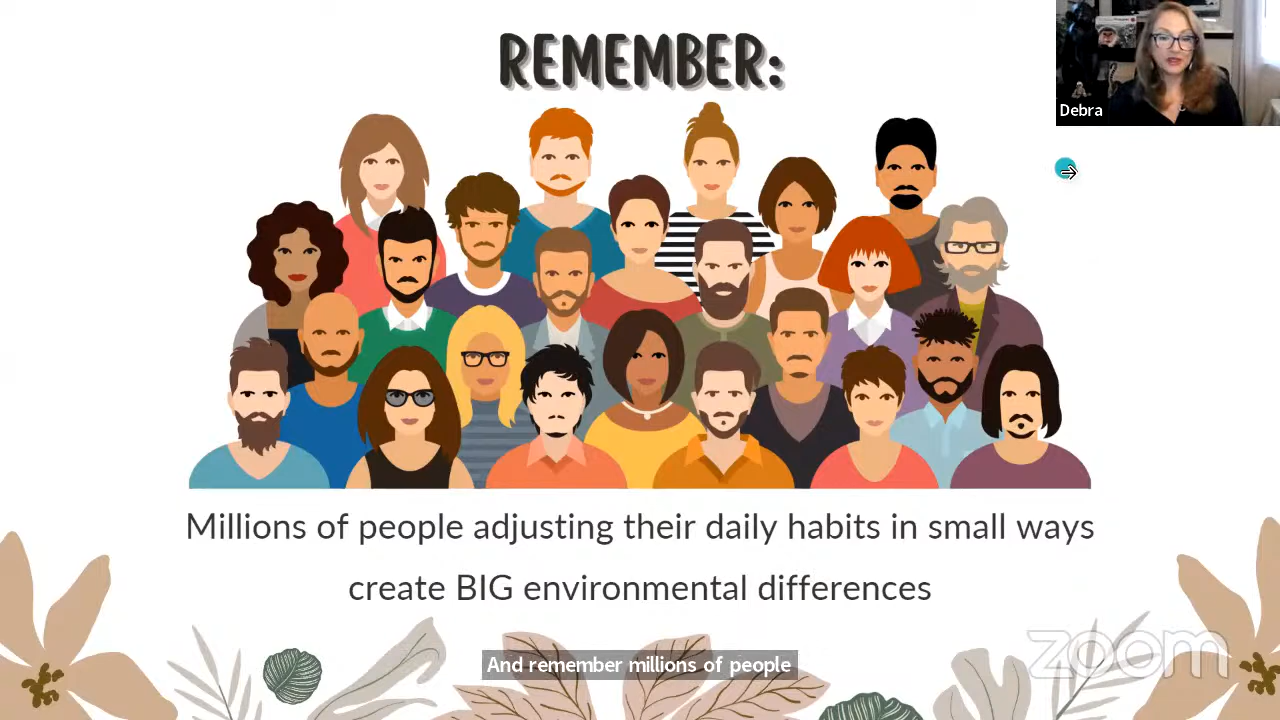 REMEMBER:
Debra
Millions of people adjusting their daily habits in small ways
create BIG environmental differences
And remember millions of people
zoom